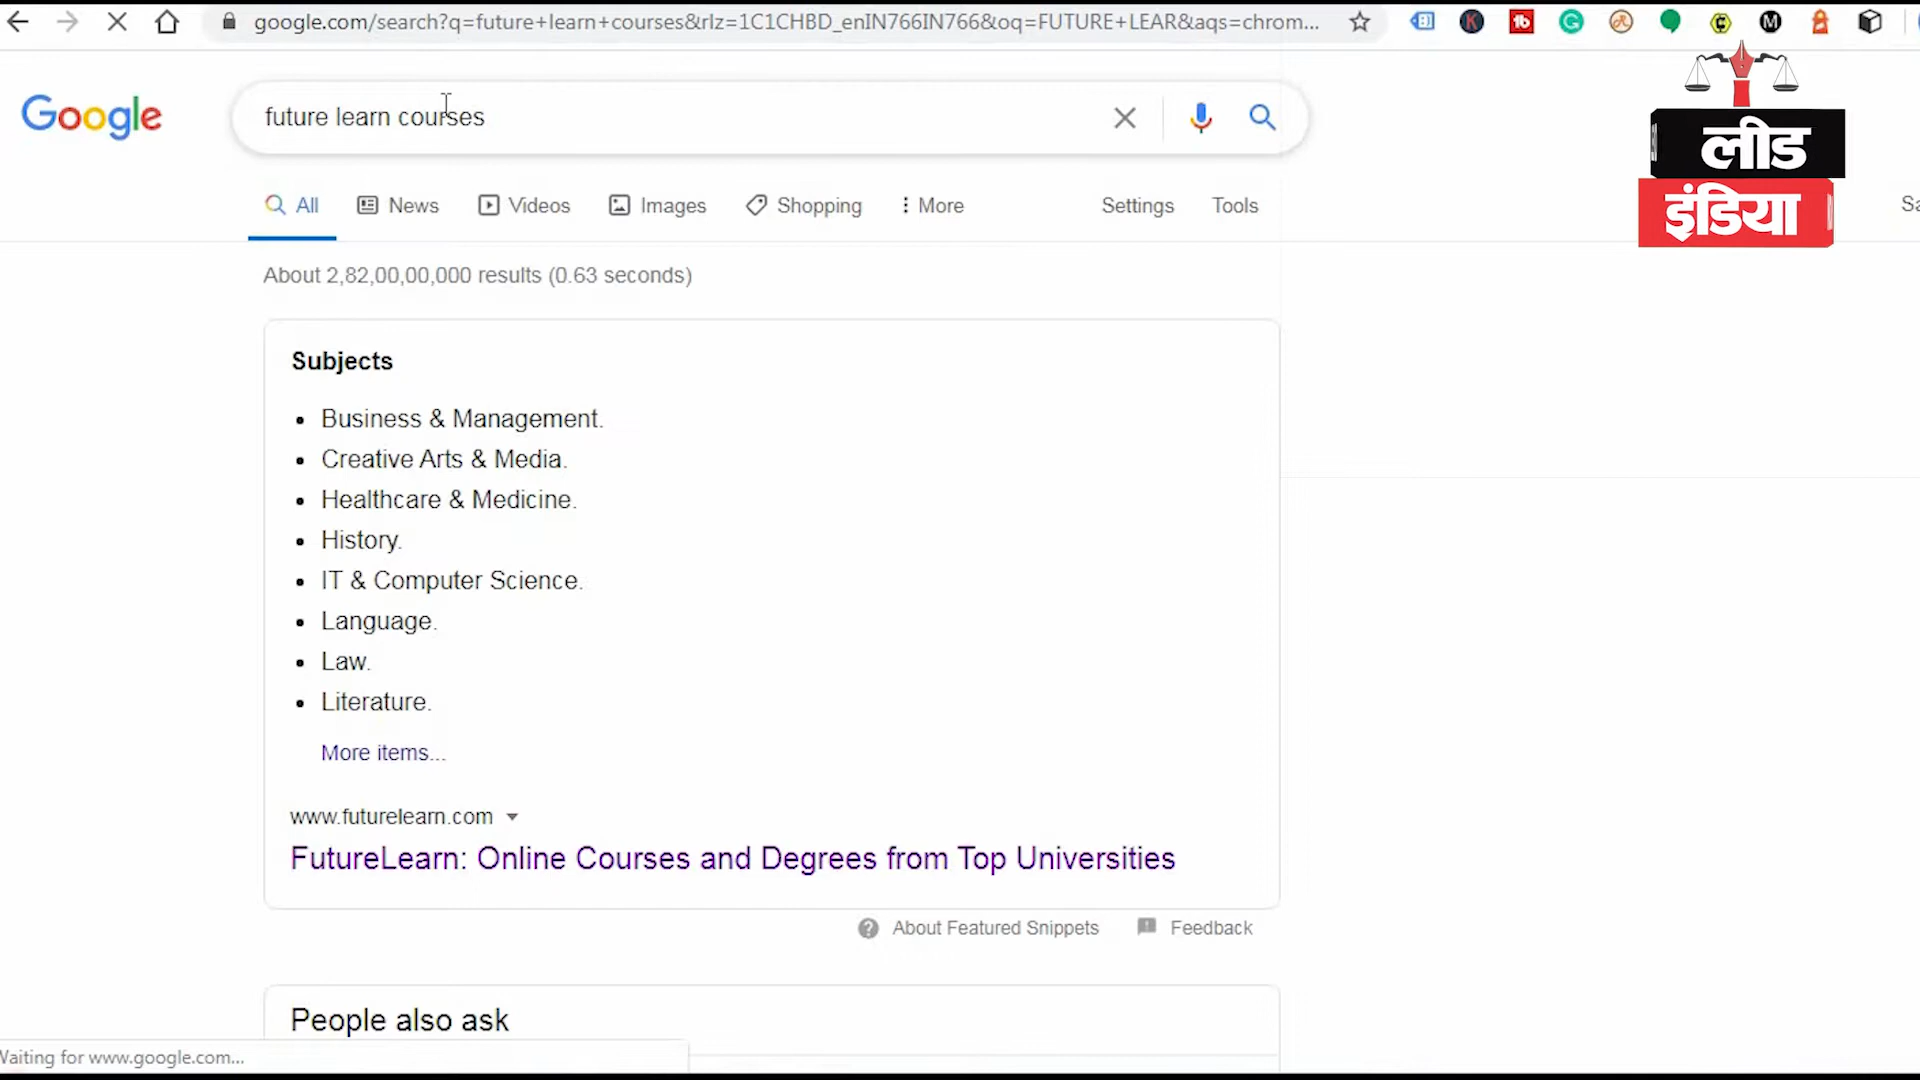 google.com/search?q=future+learn+courses&rlz=1C1CHBD_enIN766IN766&oq=FUTURE+LEAR&aqs=chrom...
Google
future learn courses
लीड
इंडिया
All News Videos Images Shopping More Settings Tools
About 2,82,00,00,000 results (0.63 seconds)
Subjects
• Business & Management.
• Creative Arts & Media.
• Healthcare & Medicine.
• History.
• IT & Computer Science.
• Language.
• Law.
• Literature.
More items...
www.futurelearn.com
FutureLearn: Online Courses and Degrees from Top Universities
About Featured Snippets Feedback
People also ask
Waiting for www.google.com...